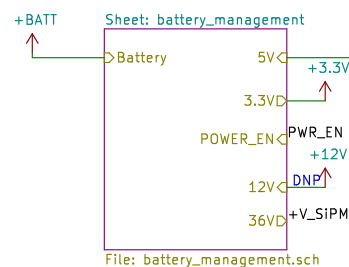 +BATT
Sheet: battery_management
Battery
5V
+3.3V
3.3V
POWER_EN
PWR_EN
+12V
12V
DNP
36V
+V_SiPM
File: battery_management.sch